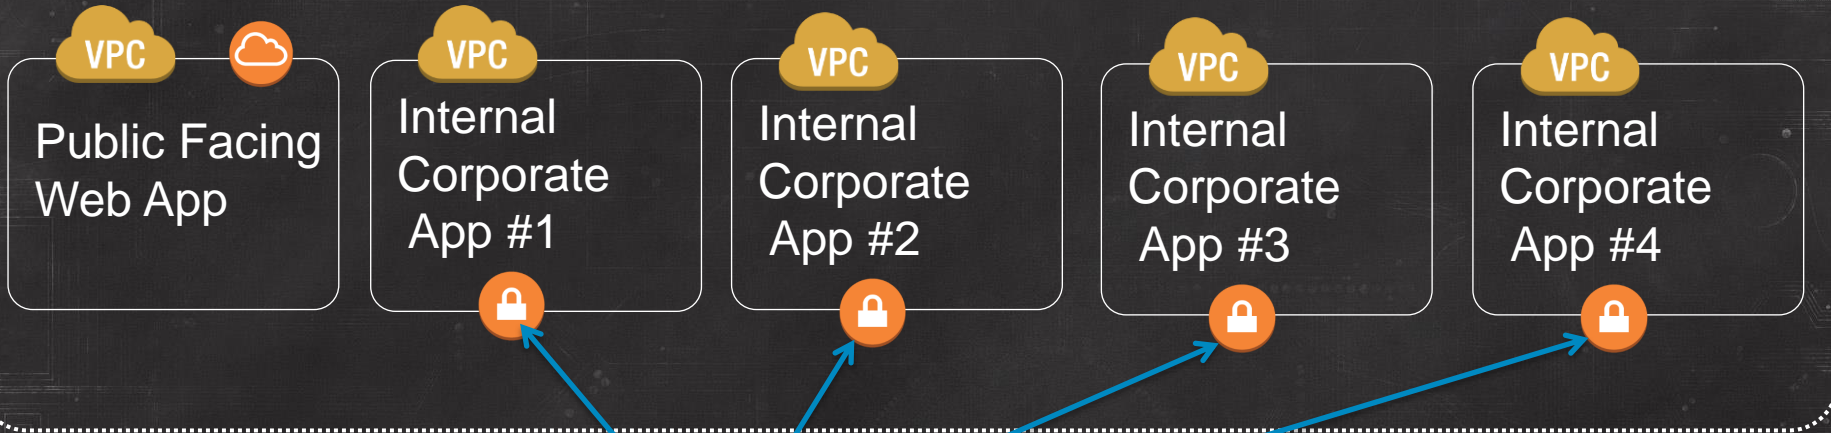 VPC
Public Facing
Web App
VPC
Internal
Corporate
App #1
VPC
Internal
Corporate
App #2
VPC
Internal
Corporate
App #3
VPC
Internal
Corporate
App #4